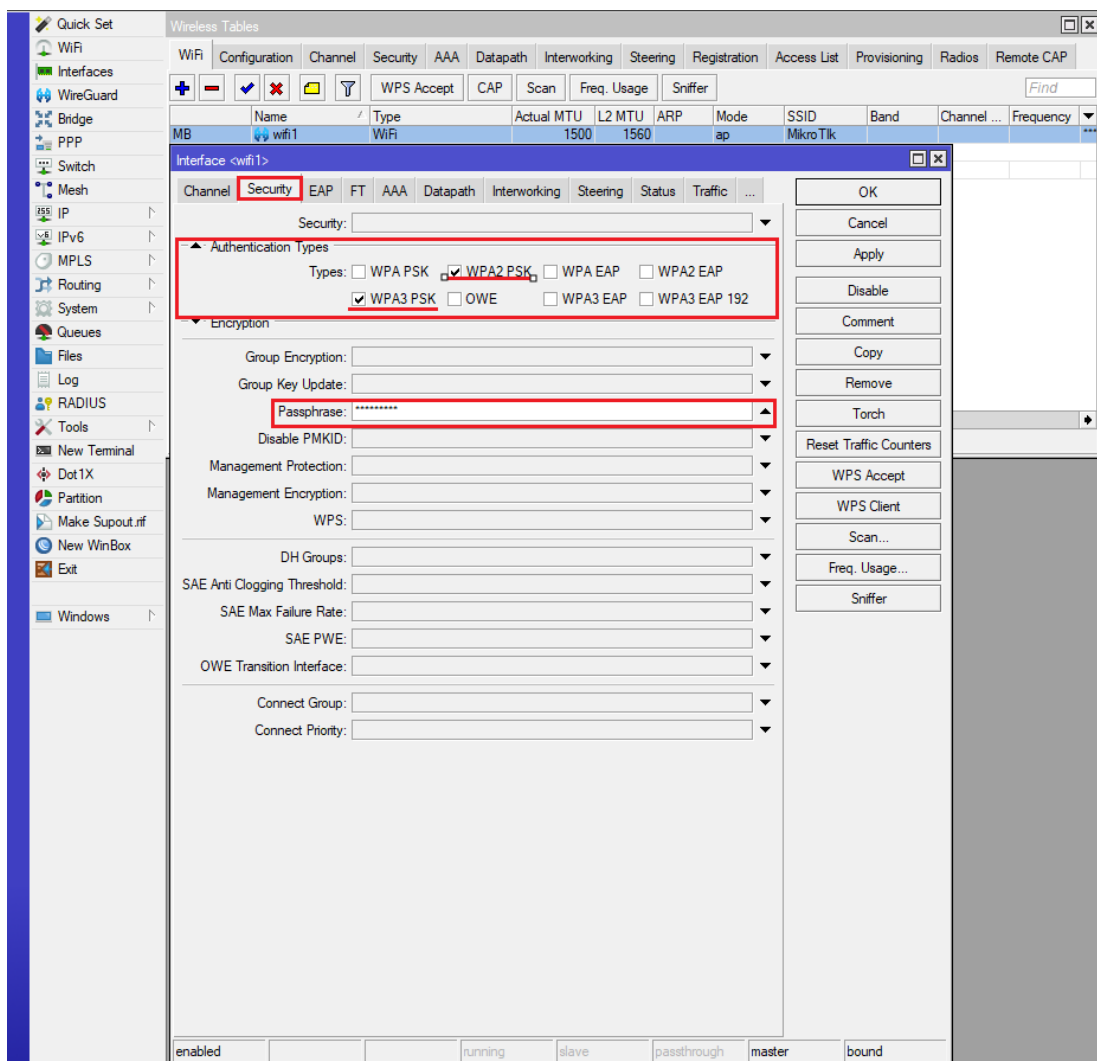 Quick Set
WiFi
Interfaces
WireGuard
Bridge
PPP
Switch
Mesh
IP
IPv6
MPLS
Routing
System
Queues
Files
Log
RADIUS
Tools
New Terminal
Dot1X
Partition
Make Supout.rif
New WinBox
Exit
Windows
Wireless Tables
WiFi Configuration Channel Security AAA Datapath Interworking Steering Registration Access List Provisioning Radios Remote CAP
WPS Accept CAP Scan Freq. Usage Sniffer Find
Name / Type Actual MTU L2 MTU ARP Mode SSID Band Channel ... Frequency
MB wifi1 WiFi 1500 1560 ap MikroTIk ***
Interface <wifi1>
Channel Security EAP FT AAA Datapath Interworking Steering Status Traffic ...
Security:
Authentication Types
Types: WPA PSK WPA2 PSK WPA EAP WPA2 EAP
WPA3 PSK OWE WPA3 EAP WPA3 EAP 192
Encryption
Group Encryption:
Group Key Update:
Passphrase: *********
Disable PMKID:
Management Protection:
Management Encryption:
WPS:
DH Groups:
SAE Anti Clogging Threshold:
SAE Max Failure Rate:
SAE PWE:
OWE Transition Interface:
Connect Group:
Connect Priority:
OK
Cancel
Apply
Disable
Comment
Copy
Remove
Torch
Reset Traffic Counters
WPS Accept
WPS Client
Scan...
Freq. Usage...
Sniffer
enabled running slave passthrough master bound